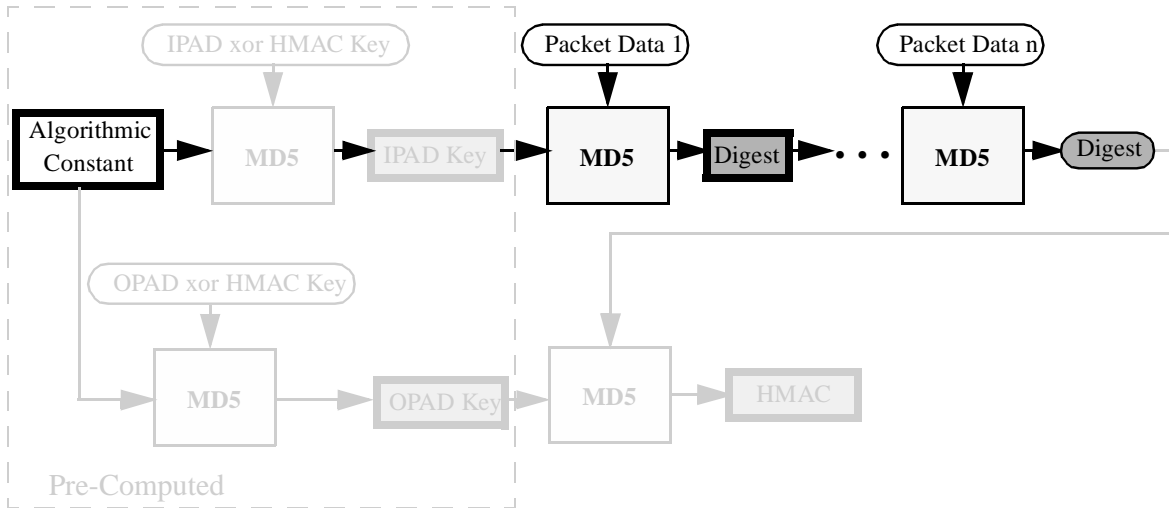 IPAD xor HMAC Key
Packet Data 1
Packet Data n
Algorithmic
Constant
MD5
IPAD Key
MD5
Digest
• • •
MD5
Digest
OPAD xor HMAC Key
MD5
OPAD Key
MD5
HMAC
Pre-Computed